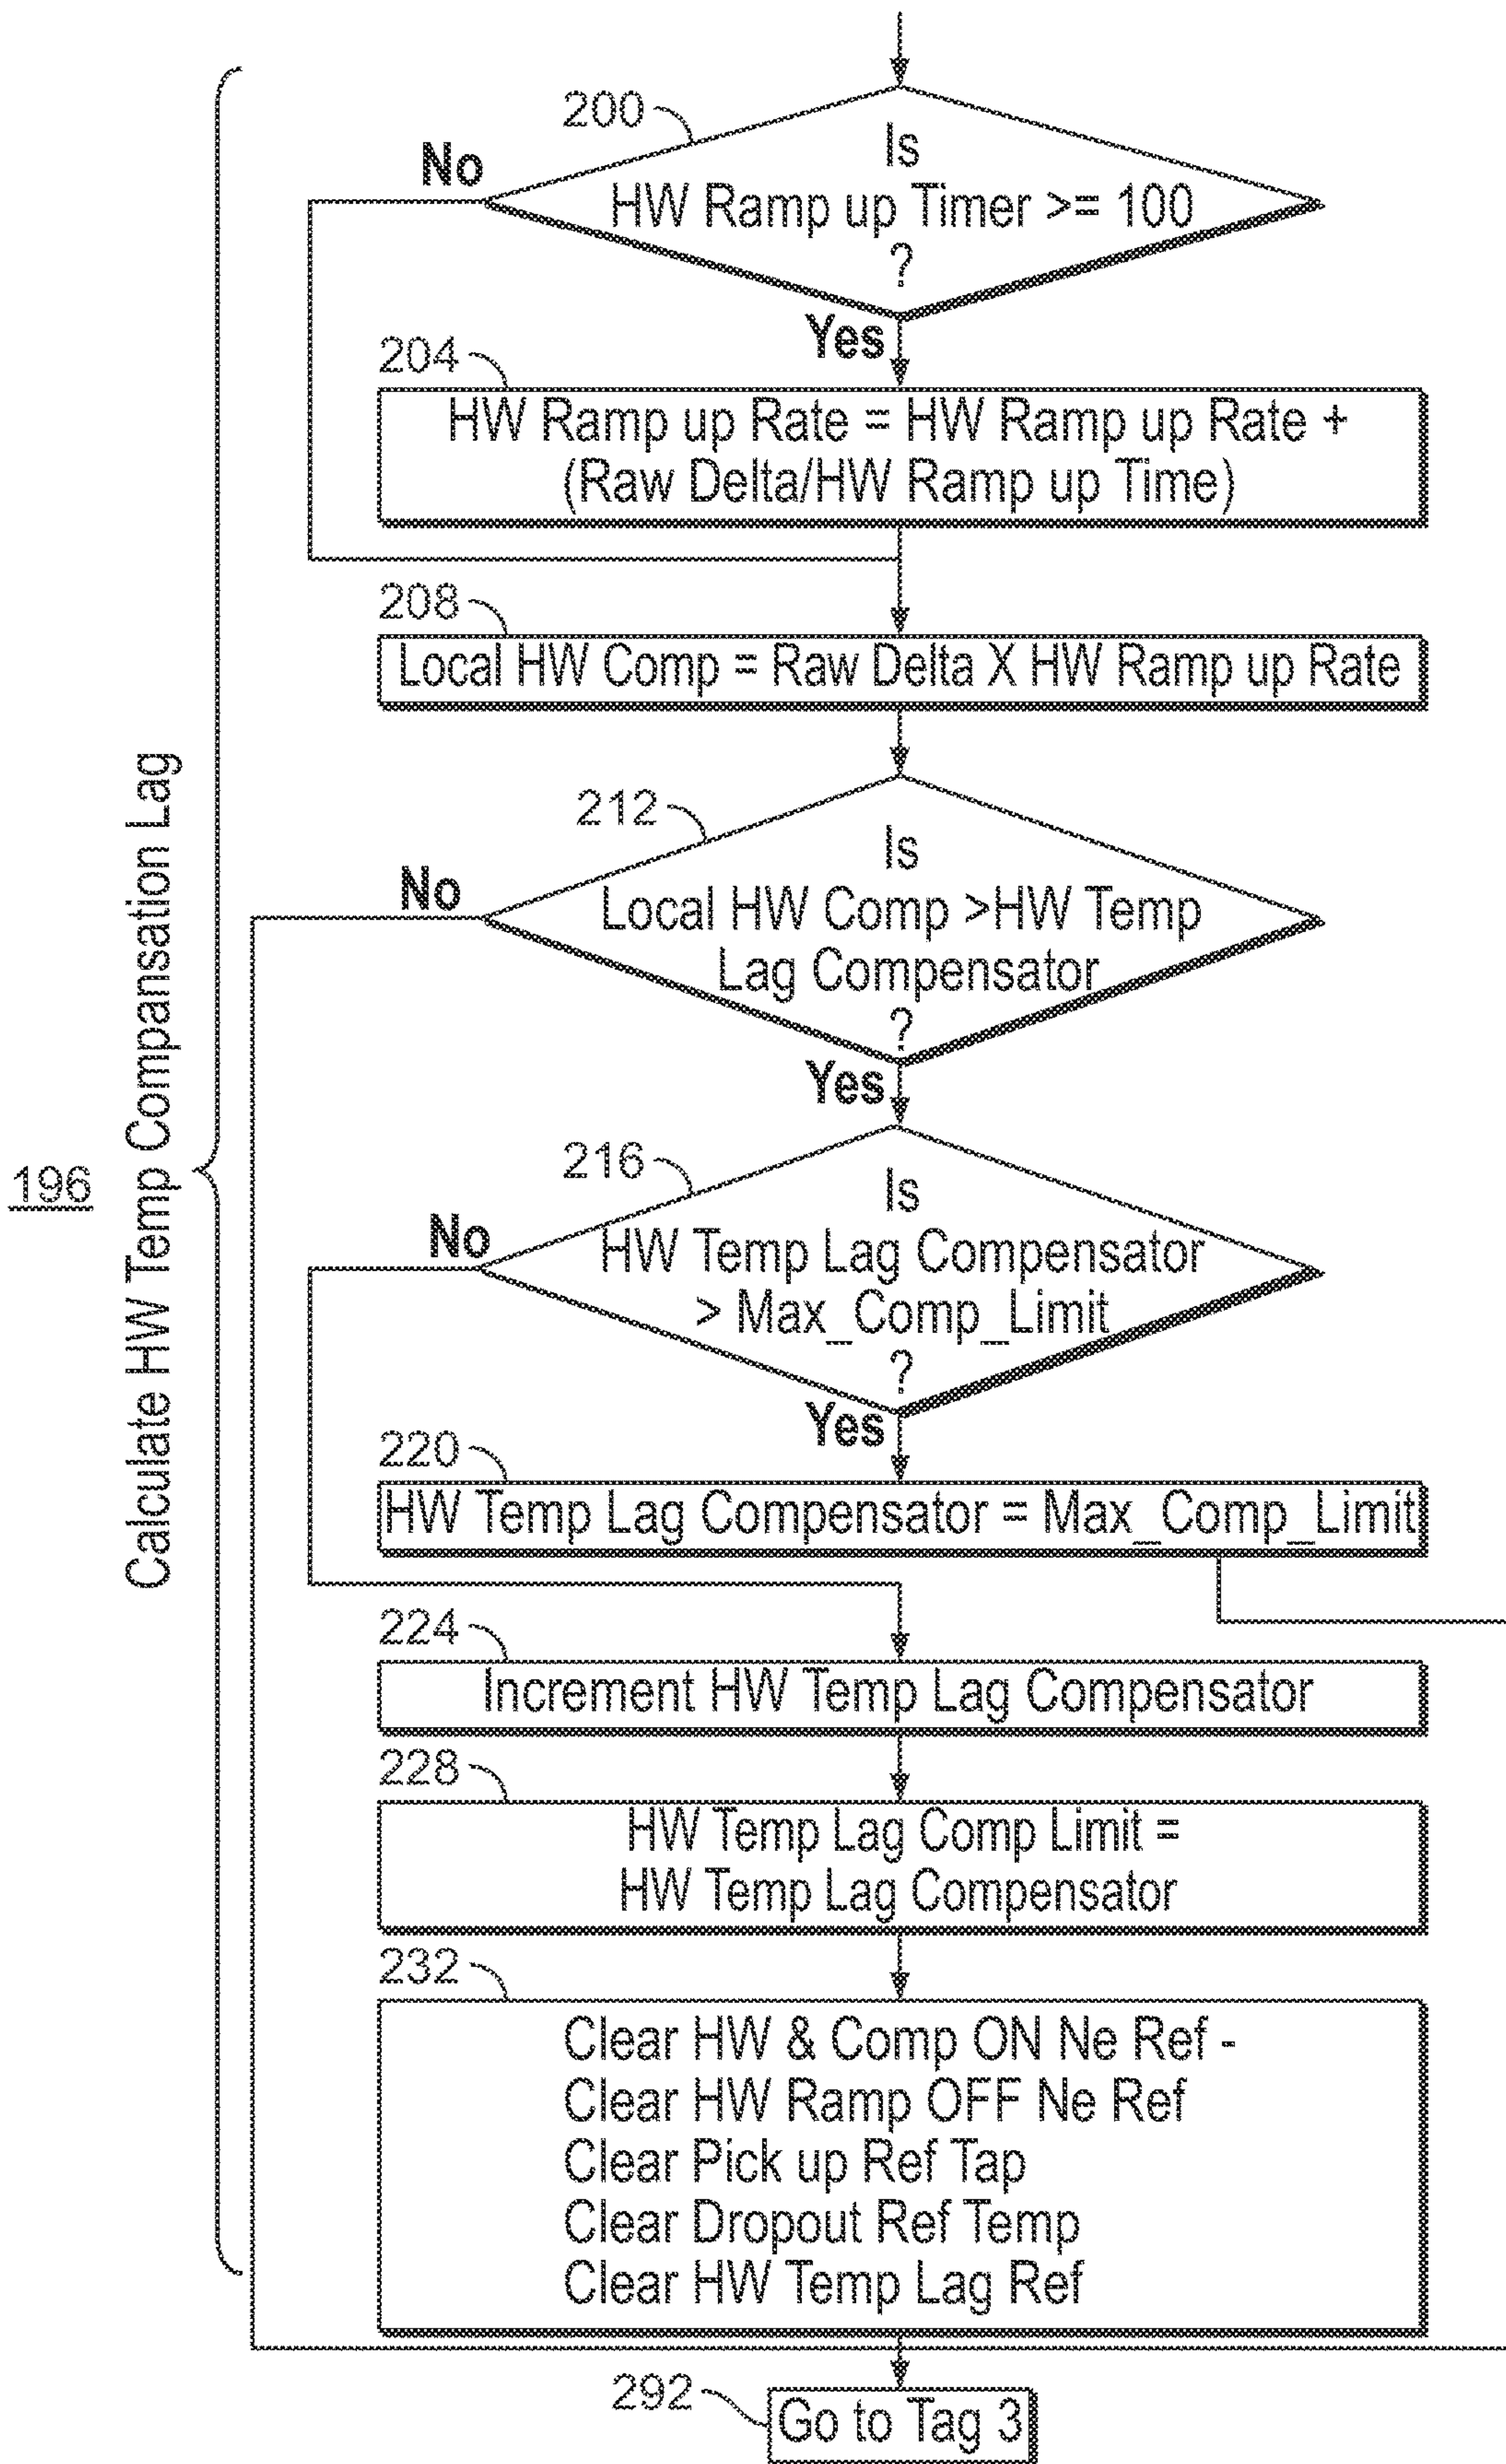 200
No
Is
HW Ramp up Timer >= 100
?
Yes
204
HW Ramp up Rate = HW Ramp up Rate +
(Raw Delta/HW Ramp up Time)
208
Local HW Comp = Raw Delta X HW Ramp up Rate
212
No
Is
Local HW Comp >HW Temp
Lag Compensator
?
Yes
196
Calculate HW Temp Compansation Lag
216
No
Is
HW Temp Lag Compensator
> Max_Comp_Limit
?
Yes
220
HW Temp Lag Compensator = Max_Comp_Limit
224
Increment HW Temp Lag Compensator
228
HW Temp Lag Comp Limit =
HW Temp Lag Compensator
232
Clear HW & Comp ON Ne Ref -
Clear HW Ramp OFF Ne Ref
Clear Pick up Ref Tap
Clear Dropout Ref Temp
Clear HW Temp Lag Ref
292
Go to Tag 3